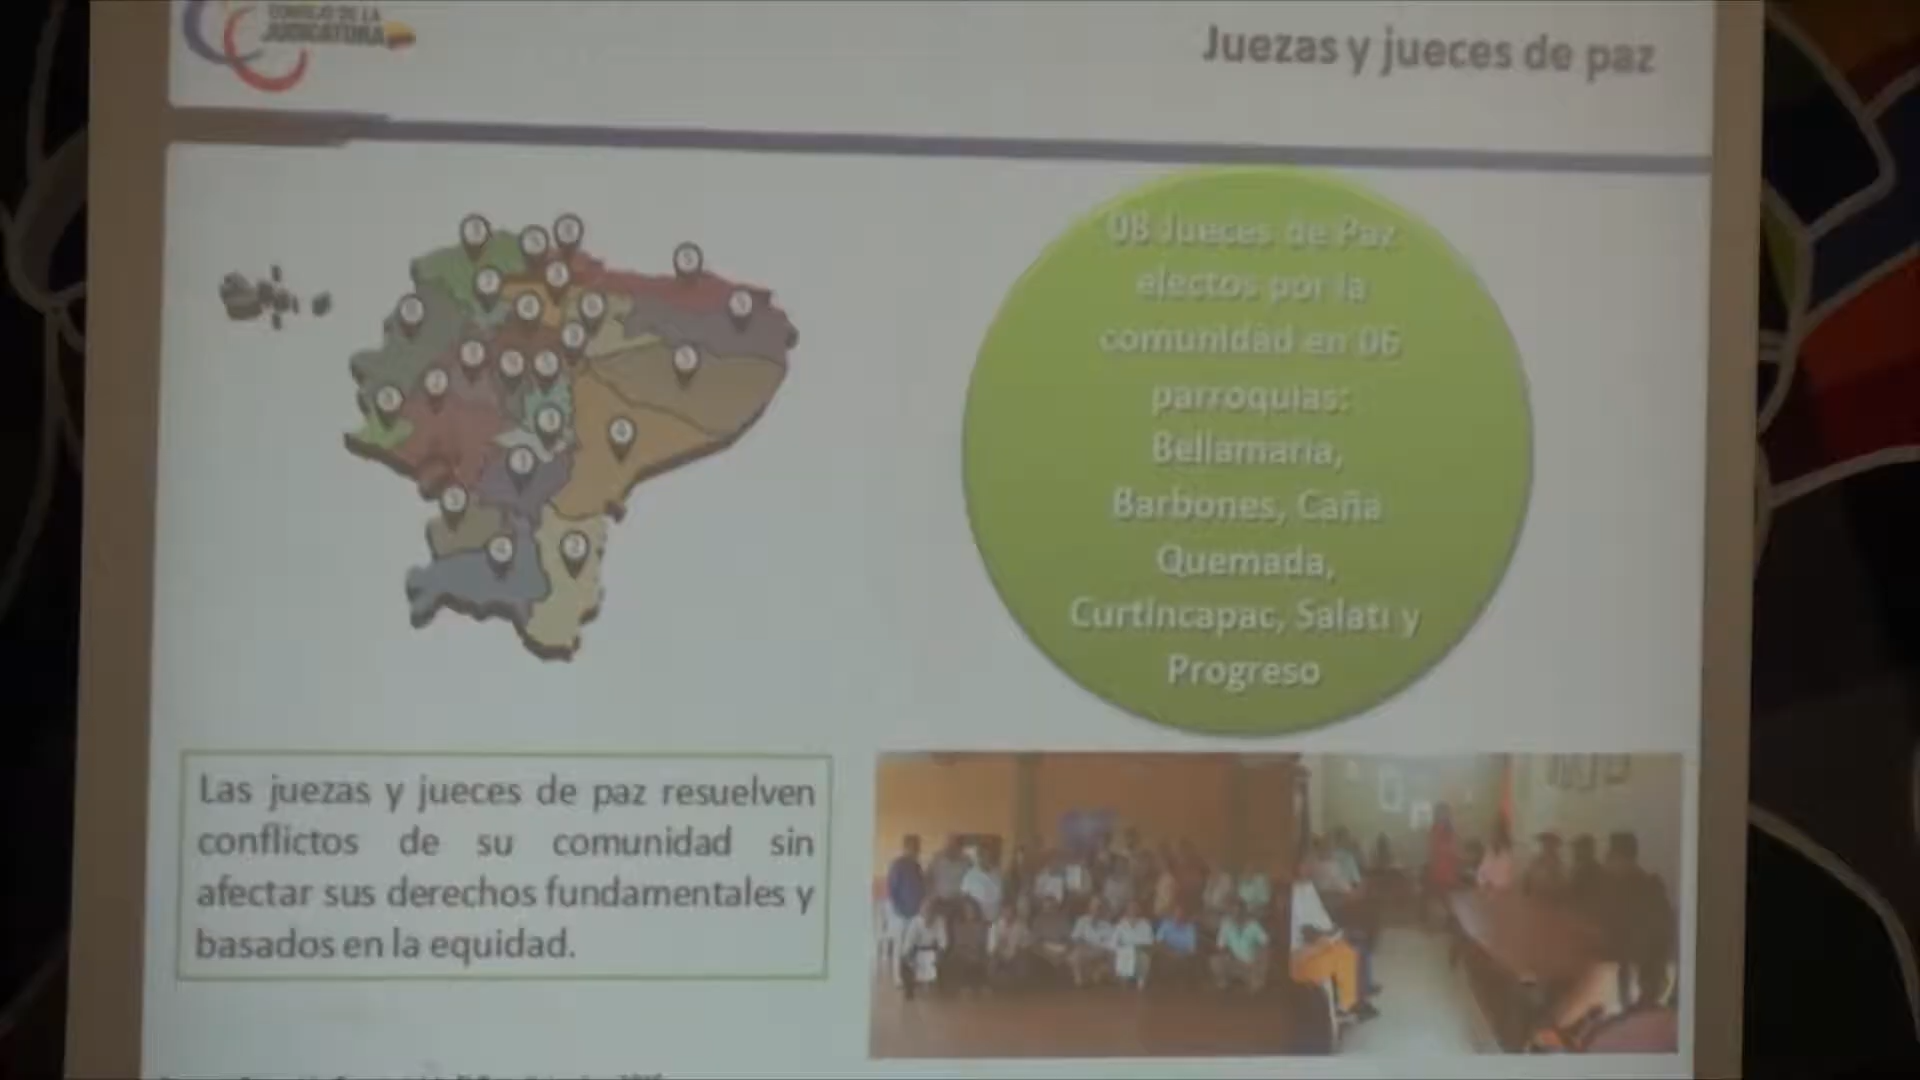 CONSEJO DE LA
JUDICATURA
Juezas y jueces de paz
08 Jueces de Paz
electos por la
comunidad en 06
parroquias:
Bellamaria,
Barbones, Caña
Quemada,
Curtincapac, Salati y
Progreso
Las juezas y jueces de paz resuelven
conflictos de su comunidad sin
afectar sus derechos fundamentales y
basados en la equidad.